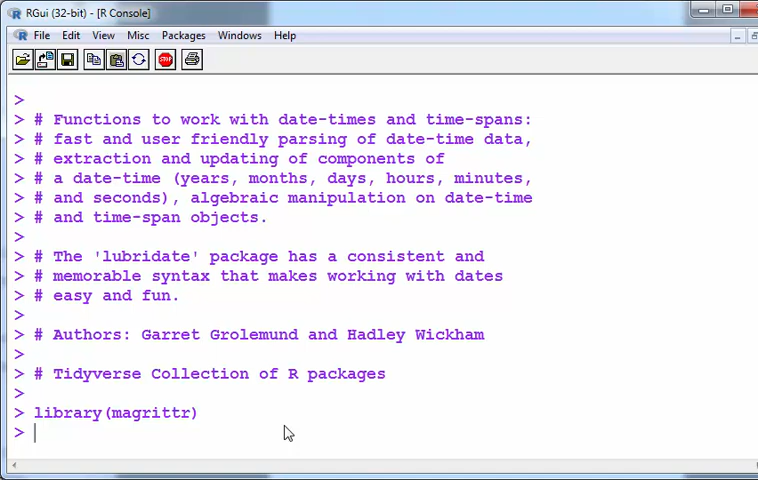 RGui (32-bit) - [R Console]
File Edit View Misc Packages Windows Help
STOP
>
> # Functions to work with date-times and time-spans:
> # fast and user friendly parsing of date-time data,
> # extraction and updating of components of
> # a date-time (years, months, days, hours, minutes,
> # and seconds), algebraic manipulation on date-time
> # and time-span objects.
>
> # The 'lubridate' package has a consistent and
> # memorable syntax that makes working with dates
> # easy and fun.
>
> # Authors: Garret Grolemund and Hadley Wickham
>
> # Tidyverse Collection of R packages
>
> library(magrittr)
>